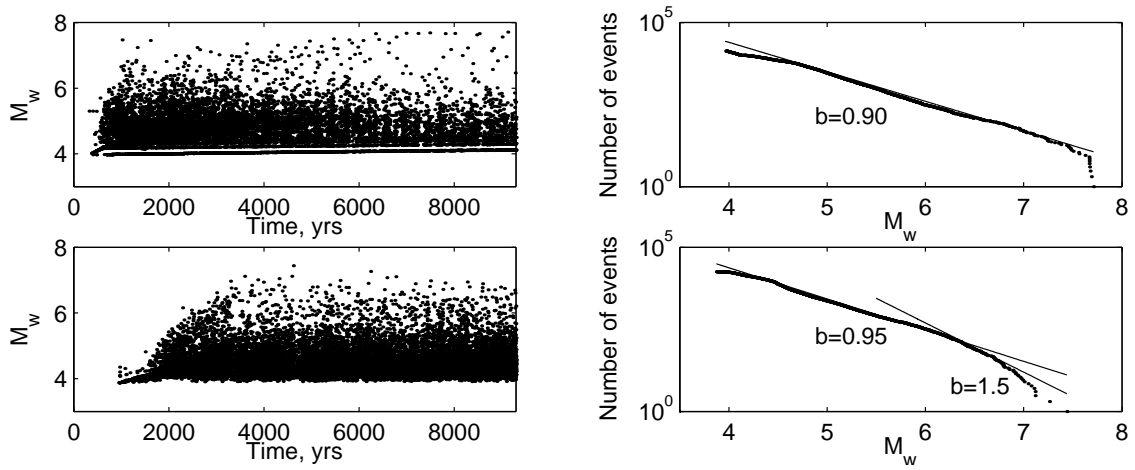 8
6
4
M_w
0 2000 4000 6000 8000
Time, yrs
10^5
10^0
Number of events
b=0.90
4 5 6 7 8
M_w
8
6
4
M_w
0 2000 4000 6000 8000
Time, yrs
10^5
10^0
Number of events
b=0.95
b=1.5
4 5 6 7 8
M_w